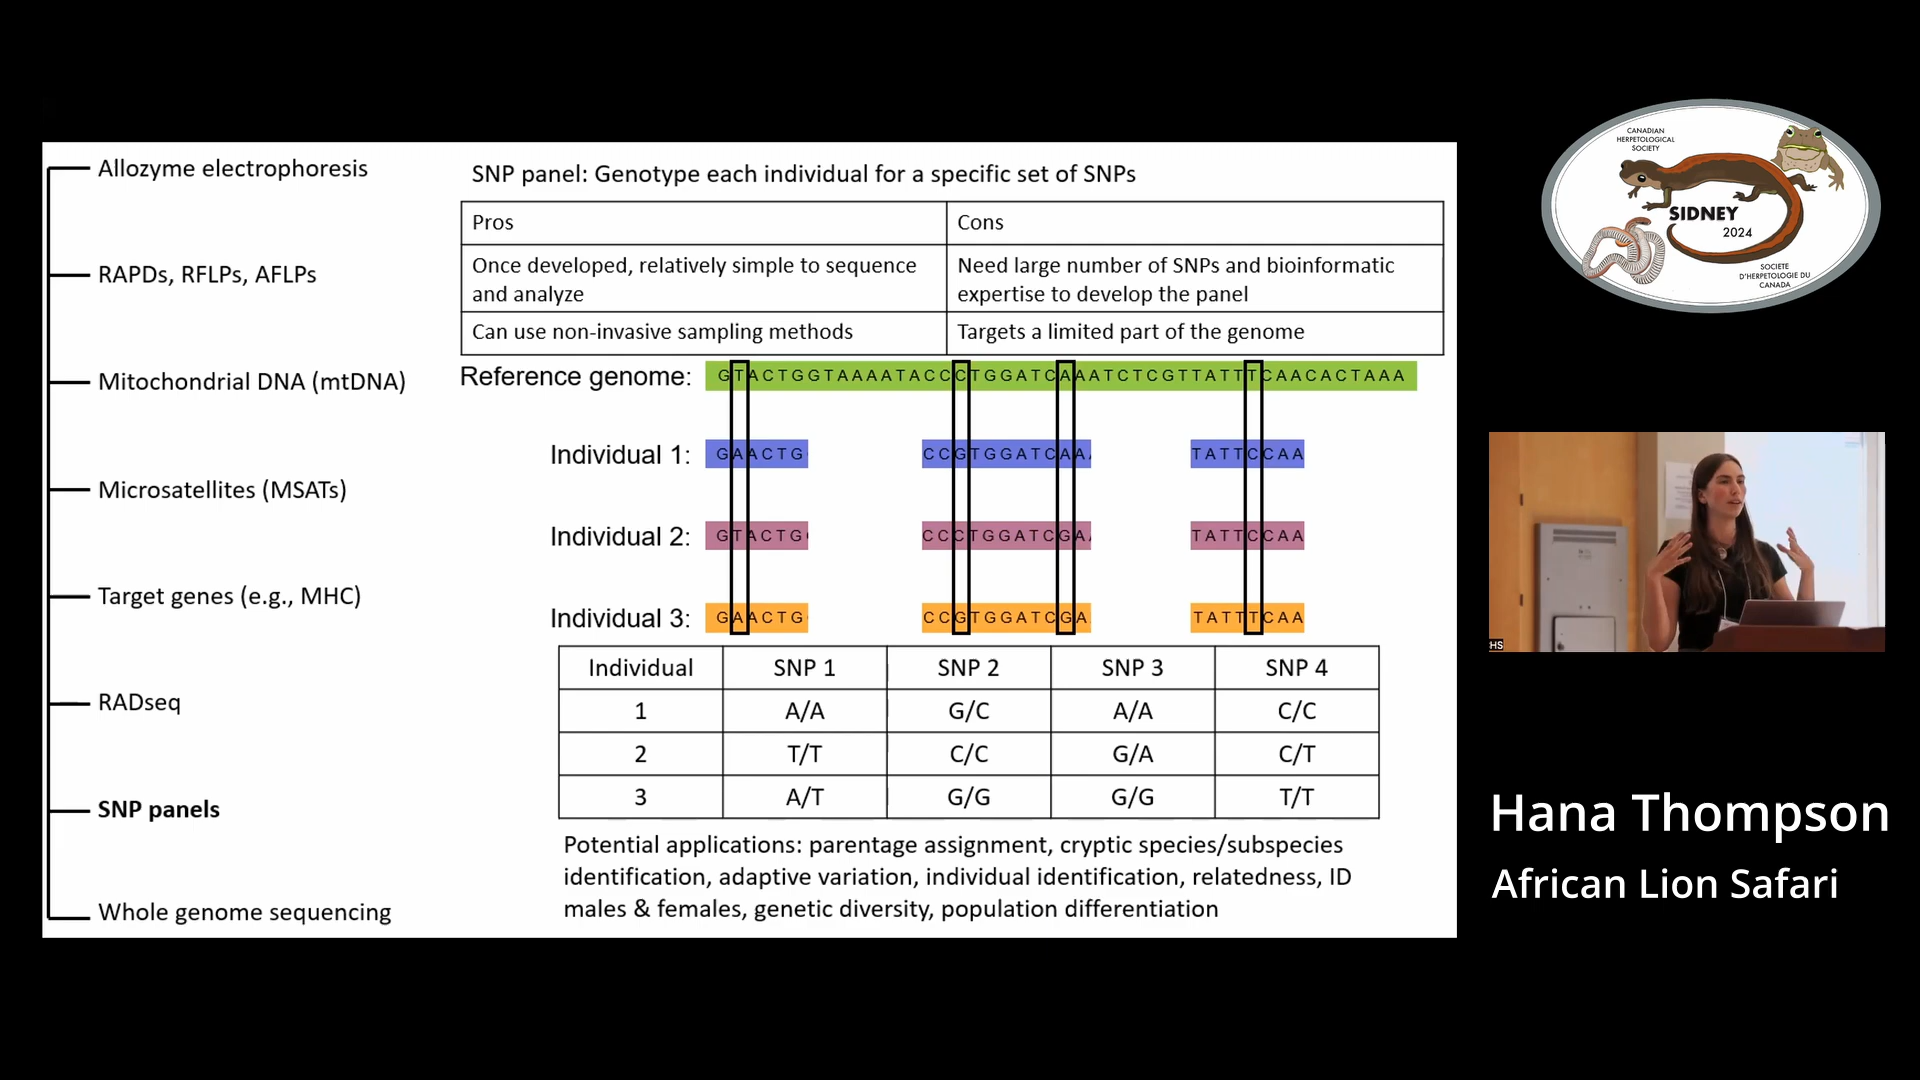 Allozyme electrophoresis
RAPDs, RFLPs, AFLPs
Mitochondrial DNA (mtDNA)
Microsatellites (MSATs)
Target genes (e.g., MHC)
RADseq
SNP panels
Whole genome sequencing
SNP panel: Genotype each individual for a specific set of SNPs
Pros Cons
Once developed, relatively simple to sequence
and analyze
Need large number of SNPs and bioinformatic
expertise to develop the panel
Can use non-invasive sampling methods Targets a limited part of the genome
Reference genome: GTACTGGTAAAATACCCTGGATCAAATCTCGTTATTTCAACACTAAA
Individual 1: GAACTG CCGTGGATCAA TATTCCAA
Individual 2: GTACTG CCCTGGATCGA TATTCCAA
Individual 3: GAACTG CCGTGGATCGA TATTTCAA
Individual SNP 1 SNP 2 SNP 3 SNP 4
1 A/A G/C A/A C/C
2 T/T C/C G/A C/T
3 A/T G/G G/G T/T
Potential applications: parentage assignment, cryptic species/subspecies
identification, adaptive variation, individual identification, relatedness, ID
males & females, genetic diversity, population differentiation
CANADIAN
HERPETOLOGICAL
SOCIETY
SIDNEY
2024
SOCIETE
D'HERPETOLOGIE DU
CANADA
HS
Hana Thompson
African Lion Safari